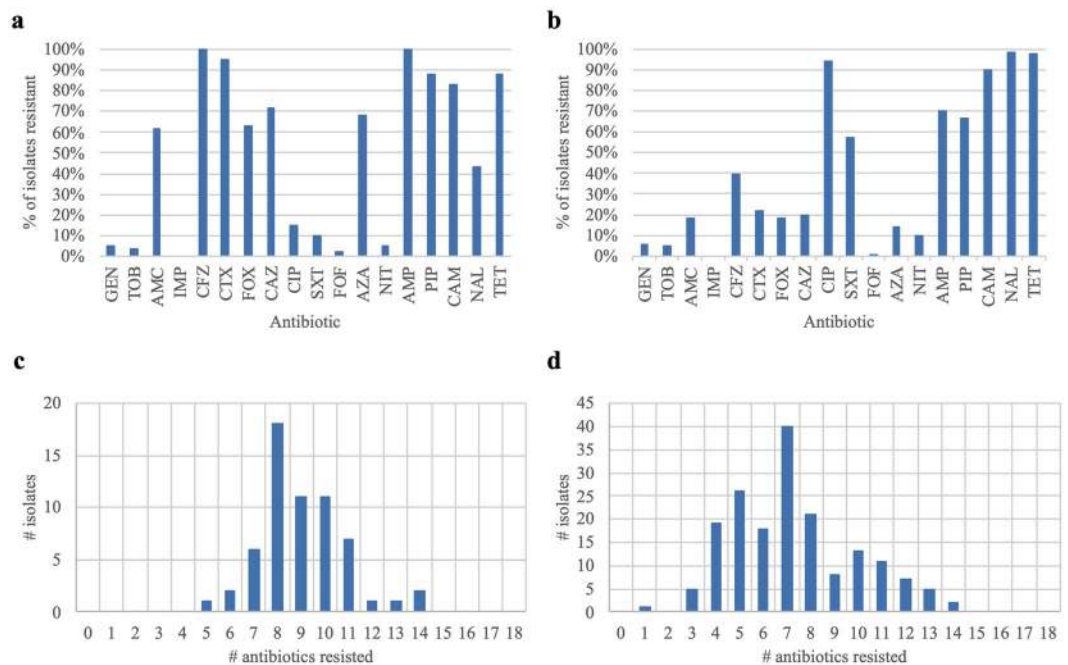 a
100%
90%
80%
70%
60%
50%
40%
30%
20%
10%
0%
% of isolates resistant
GEN
TOB
AMC
IMP
CFZ
CTX
FOX
CAZ
CIP
SXT
FOF
AZA
NIT
AMP
PIP
CAM
NAL
TET
Antibiotic
b
100%
90%
80%
70%
60%
50%
40%
30%
20%
10%
0%
% of isolates resistant
GEN
TOB
AMC
IMP
CFZ
CTX
FOX
CAZ
CIP
SXT
FOF
AZA
NIT
AMP
PIP
CAM
NAL
TET
Antibiotic
c
20
15
10
5
0
# isolates
0 1 2 3 4 5 6 7 8 9 10 11 12 13 14 15 16 17 18
# antibiotics resisted
d
45
40
35
30
25
20
15
10
5
0
# isolates
0 1 2 3 4 5 6 7 8 9 10 11 12 13 14 15 16 17 18
# antibiotics resisted